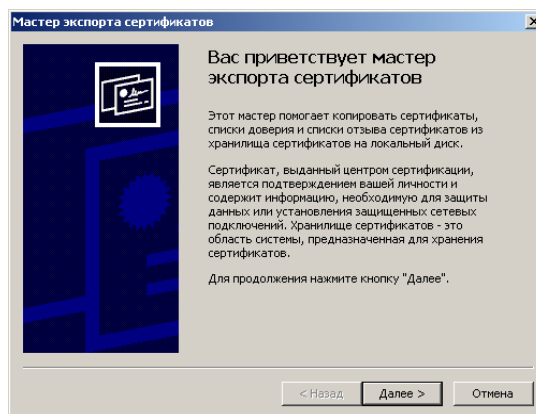 Мастер экспорта сертификатов
Вас приветствует мастер
экспорта сертификатов
Этот мастер помогает копировать сертификаты,
списки доверия и списки отзыва сертификатов из
хранилища сертификатов на локальный диск.
Сертификат, выданный центром сертификации,
является подтверждением вашей личности и
содержит информацию, необходимую для защиты
данных или установления защищенных сетевых
подключений. Хранилище сертификатов - это
область системы, предназначенная для хранения
сертификатов.
Для продолжения нажмите кнопку "Далее".
< Назад Далее > Отмена